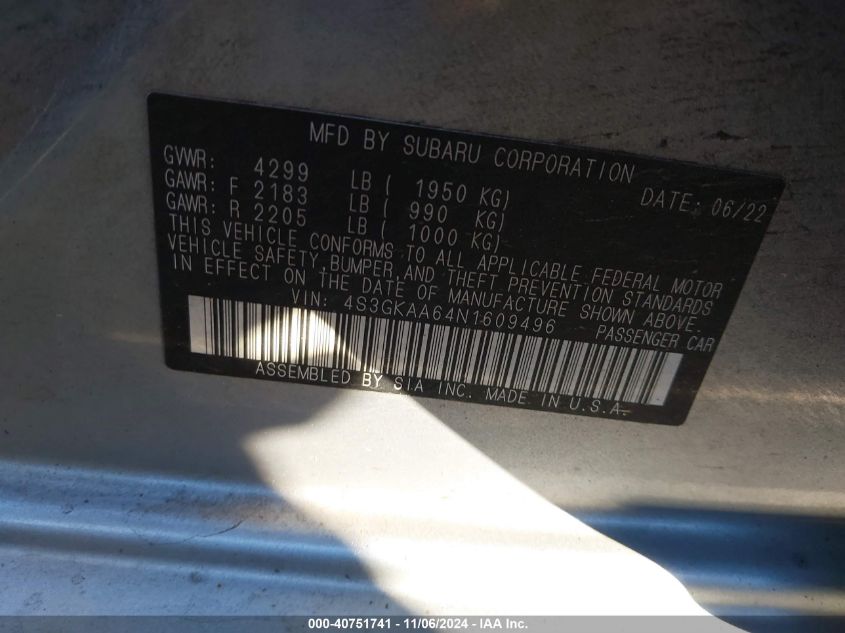 MFD BY SUBARU CORPORATION
GVWR: 4299 LB ( 1950 KG) DATE: 06/22
GAWR: F 2183 LB ( 990 KG)
GAWR: R 2205 LB ( 1000 KG)
THIS VEHICLE CONFORMS TO ALL APPLICABLE FEDERAL MOTOR
VEHICLE SAFETY, BUMPER, AND THEFT PREVENTION STANDARDS
IN EFFECT ON THE DATE OF MANUFACTURE SHOWN ABOVE.
VIN: 4S3GKAA64N1609496 PASSENGER CAR
ASSEMBLED BY SIA INC. MADE IN U.S.A.
000-40751741 - 11/06/2024 - IAA Inc.